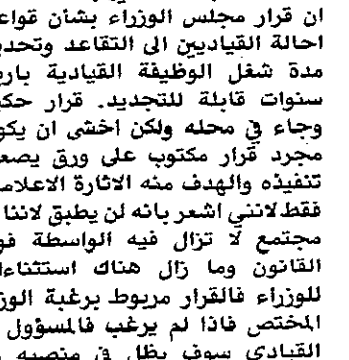 ان قرار مجلس الوزراء بشأن قواعد
احالة القياديين الى التقاعد وتحديد
مدة شغل الوظيفة القيادية باربع
سنوات قابلة للتجديد. قرار حكيم
وجاء في محله ولكن اخشى ان يكون
مجرد قرار مكتوب على ورق يصعب
تنفيذه والهدف منه الاثارة الاعلامية
فقط لانني اشعر بانه لن يطبق لاننا
مجتمع لا تزال فيه الواسطة فوق
القانون وما زال هناك استثناءات
للوزراء فالقرار مربوط برغبة الوزير
المختص فاذا لم يرغب فالمسؤول
القيادي سوف يظل في منصبه